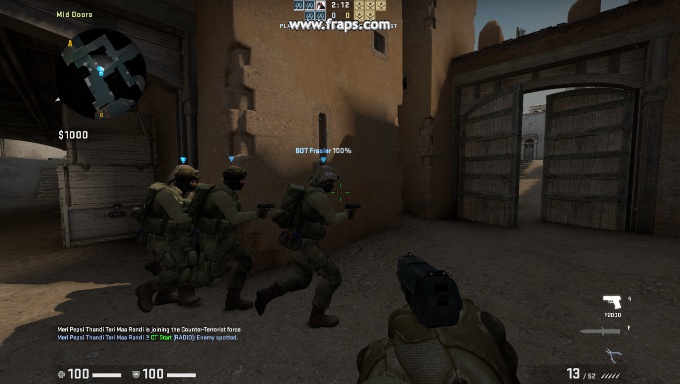 Mid Doors
2:12
0 0
www.fraps.com
A
$1000
BOT Frasier 100%
Meri Pepsi Thandi Teri Maa Randi is joining the Counter-Terrorist force
Meri Pepsi Thandi Teri Maa Randi @ CT Start (RADIO): Enemy spotted.
P2000
100
100
13 / 52